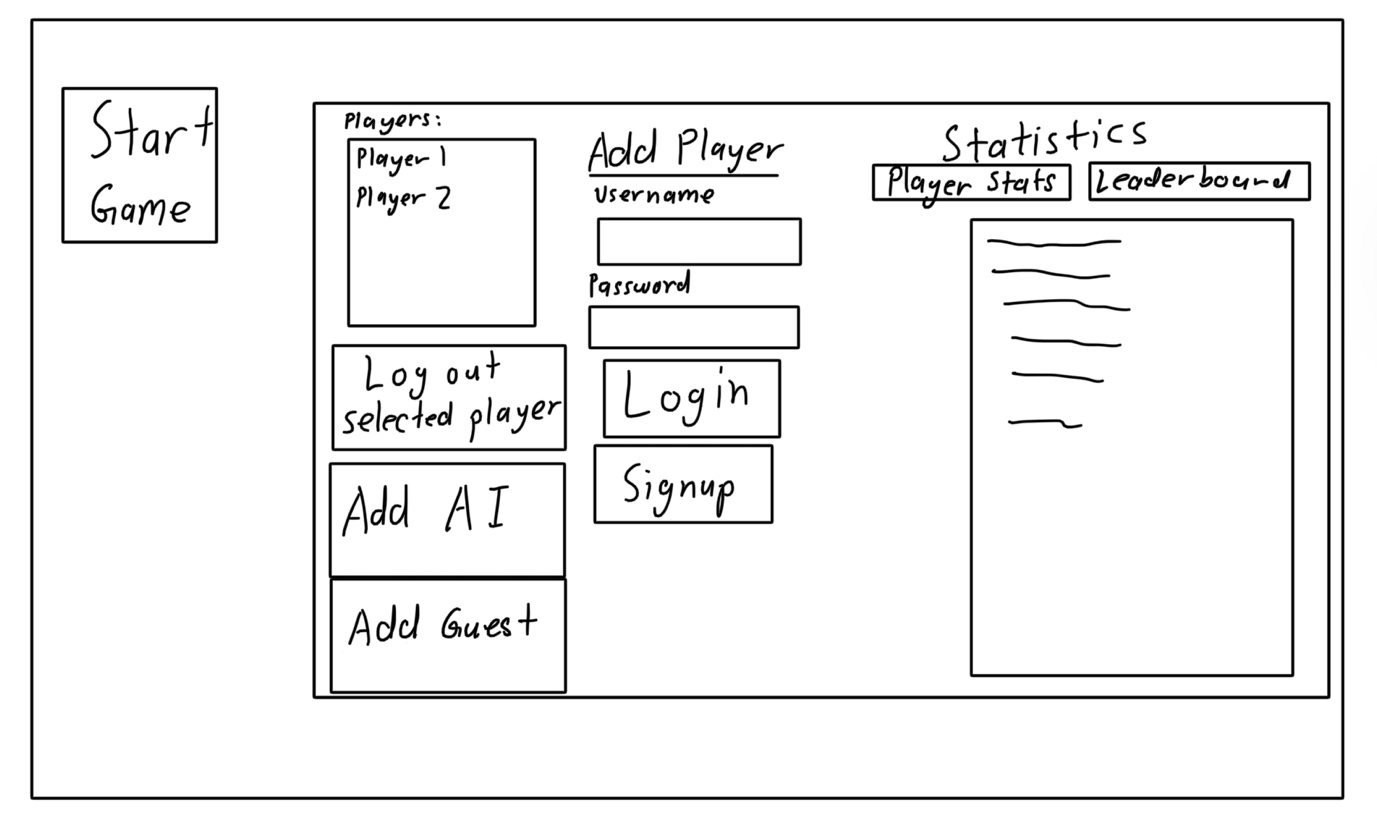 Start
Game
Players:
Player 1
Player 2
Log out
selected player
Add AI
Add Guest
Add Player
Username
Password
Login
Signup
Statistics
Player Stats
Leaderboard